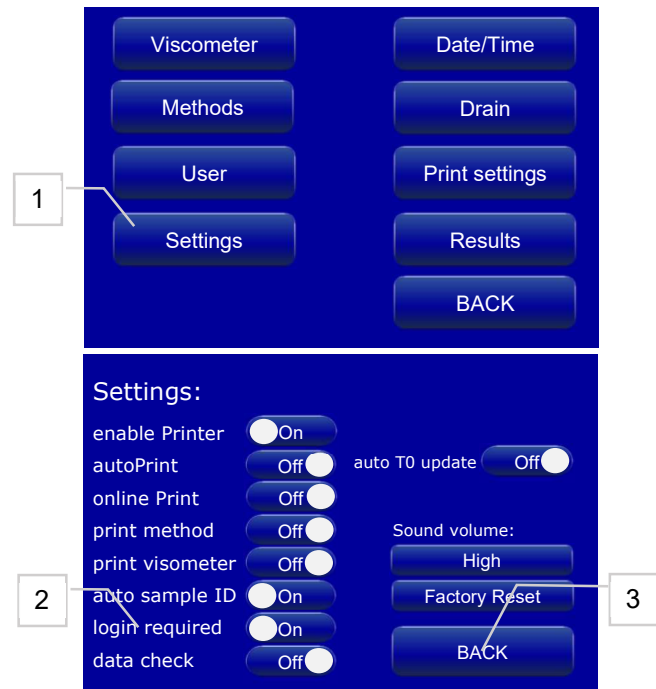 Viscometer Date/Time
Methods Drain
1
User Print settings
Settings Results
BACK
Settings:
enable Printer On
autoPrint Off auto T0 update Off
online Print Off
print method Off Sound volume:
print visometer Off High
2
auto sample ID On Factory Reset
3
login required On
data check Off BACK